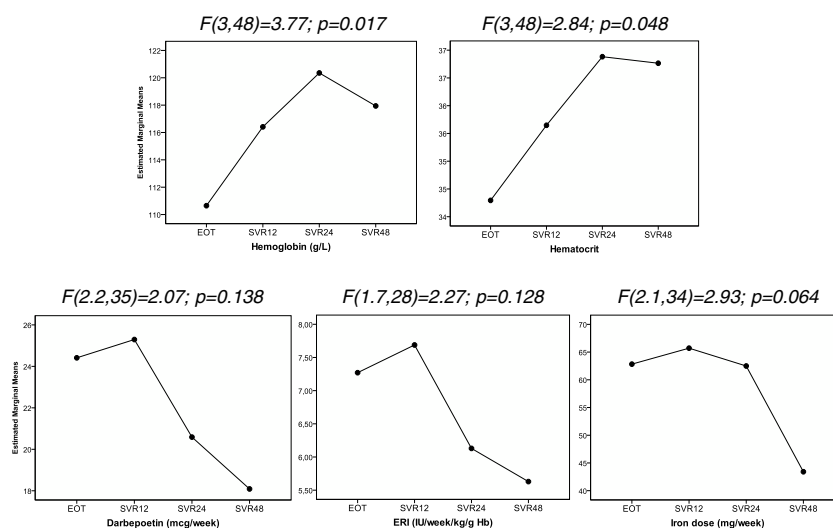 F(3,48)=3.77; p=0.017
F(3,48)=2.84; p=0.048
Estimated Marginal Means
122
120
118
116
114
112
110
EOT
SVR12
SVR24
SVR48
Hemoglobin (g/L)
37
37
36
36
35
35
34
EOT
SVR12
SVR24
SVR48
Hematocrit
F(2.2,35)=2.07; p=0.138
F(1.7,28)=2.27; p=0.128
F(2.1,34)=2.93; p=0.064
Estimated Marginal Means
26
24
22
20
18
EOT
SVR12
SVR24
SVR48
Darbepoetin (mcg/week)
8,00
7,00
6,00
5,50
EOT
SVR12
SVR24
SVR48
ERI (IU/week/kg/g Hb)
70
65
60
55
50
45
40
EOT
SVR12
SVR24
SVR48
Iron dose (mg/week)